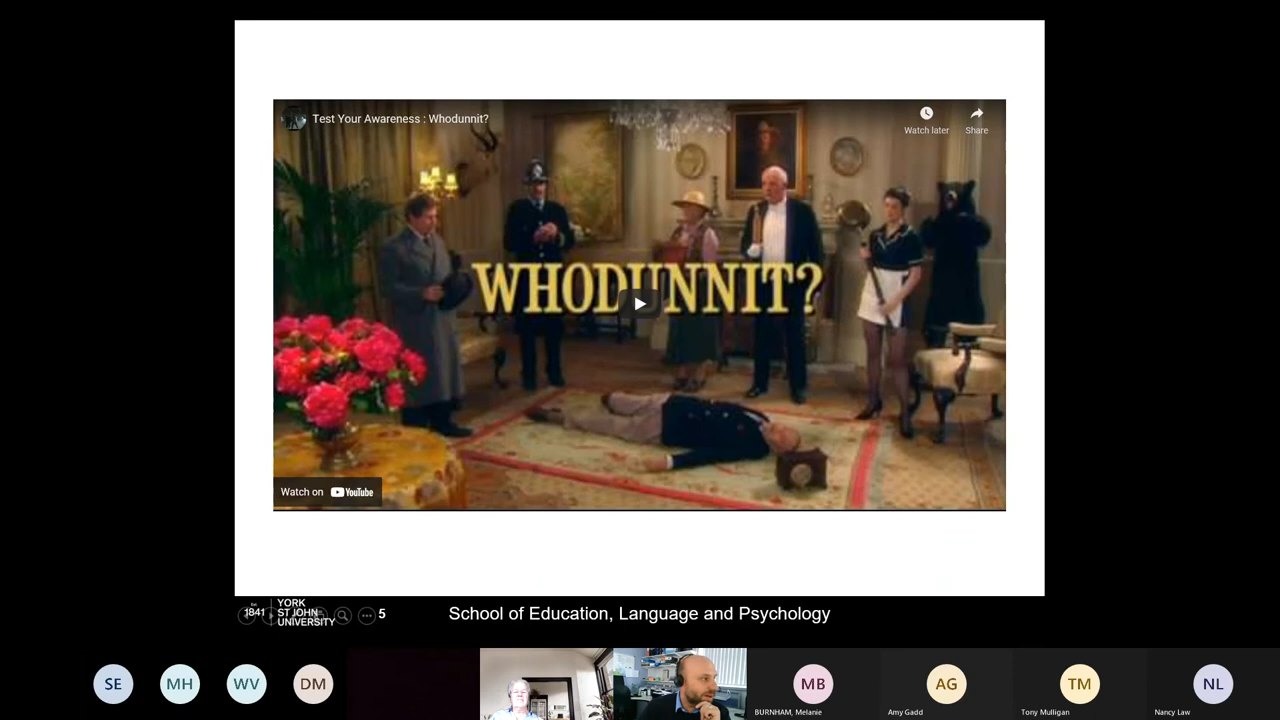 Test Your Awareness : Whodunnit?
Watch later
Share
WHODUNNIT?
Watch on YouTube
Est
1841
YORK
ST JOHN
UNIVERSITY
5
School of Education, Language and Psychology
SE
MH
WV
DM
MB
AG
TM
NL
BURNHAM, Melanie
Amy Gadd
Tony Mulligan
Nancy Law